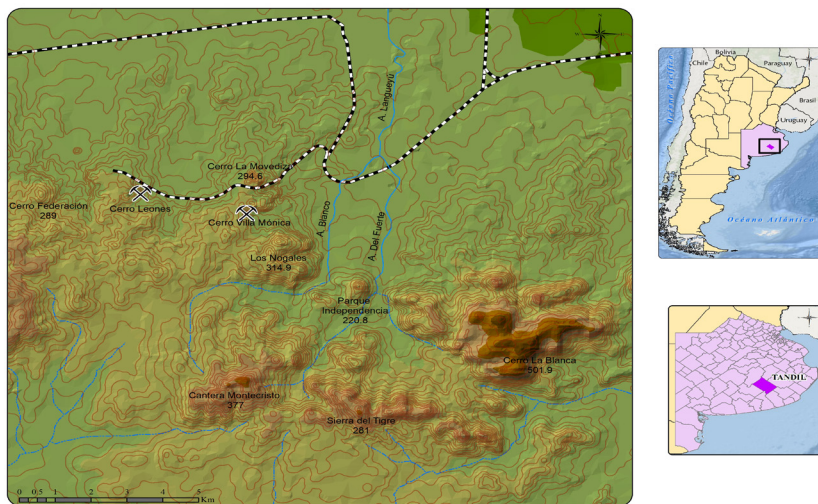 A. Langueyú
Cerro La Movediza
294.6
Cerro Federación
289
Cerro Leones
Cerro Villa Mónica
A. Blanco
A. Del Fuerte
Los Nogales
314.9
Parque
Independencia
220.8
Cerro La Blanca
501.9
Cantera Montecristo
377
Sierra del Tigre
281
0 0,5 1 2 3 4 5
Km
Bolivia
Chile
Paraguay
Brasil
Uruguay
Océano Pacífico
Océano Atlántico
TANDIL